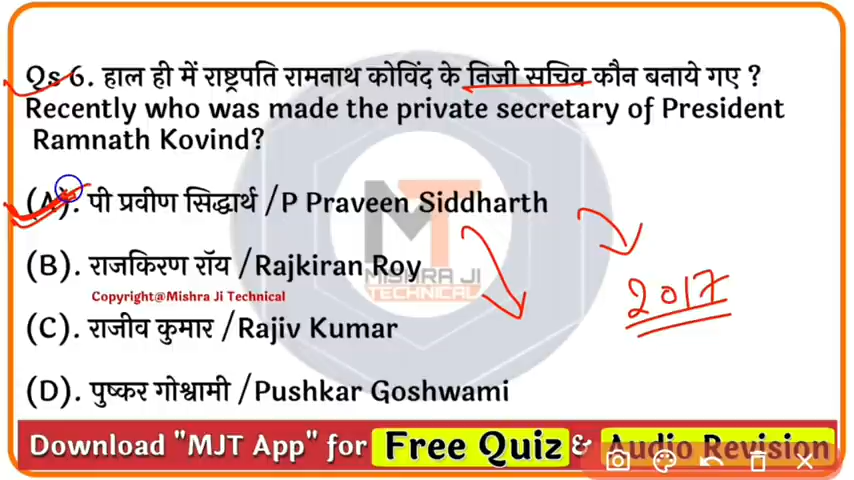 Qs 6. हाल ही में राष्ट्रपति रामनाथ कोविंद के निजी सचिव कौन बनाये गए ?
Recently who was made the private secretary of President
Ramnath Kovind?
(A). पी प्रवीण सिद्धार्थ /P Praveen Siddharth
(B). राजकिरण रॉय /Rajkiran Roy
MISHRA JI
TECHNICAL
Copyright@Mishra Ji Technical
2017
(C). राजीव कुमार /Rajiv Kumar
(D). पुष्कर गोश्वामी /Pushkar Goshwami
Download "MJT App" for Free Quiz & Audio Revision